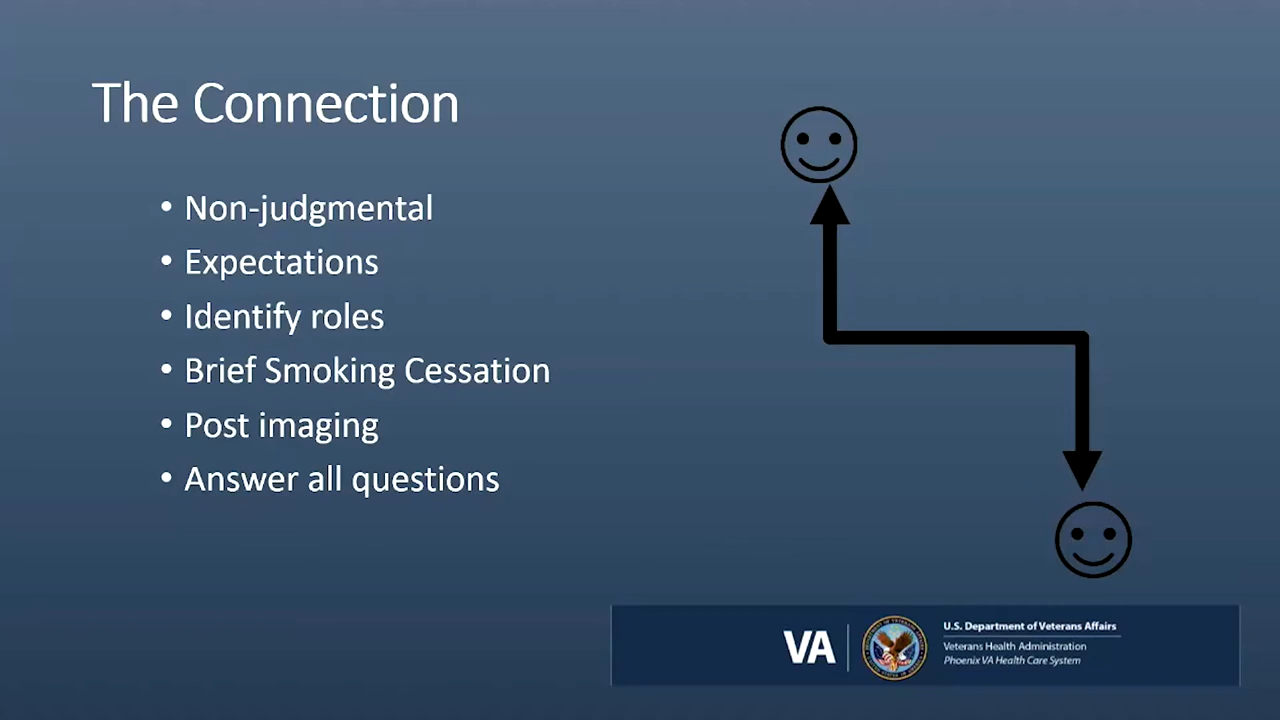 The Connection
• Non-judgmental
• Expectations
• Identify roles
• Brief Smoking Cessation
• Post imaging
• Answer all questions
VA
U.S. Department of Veterans Affairs
Veterans Health Administration
Phoenix VA Health Care System